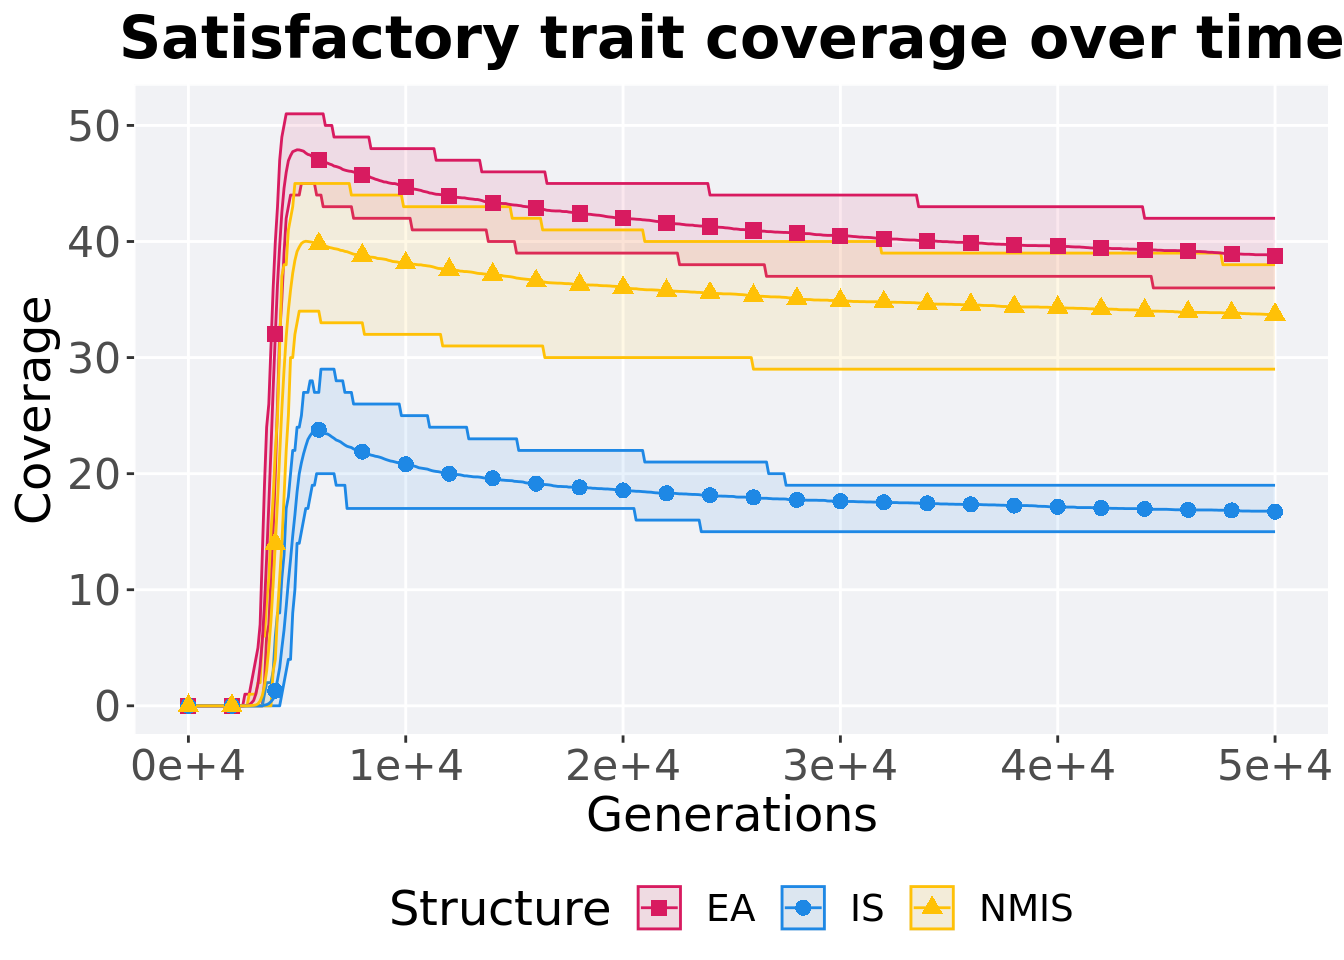 Satisfactory trait coverage over time
Coverage
50
40
30
20
10
0
0e+4 1e+4 2e+4 3e+4 4e+4 5e+4
Generations
Structure EA IS NMIS